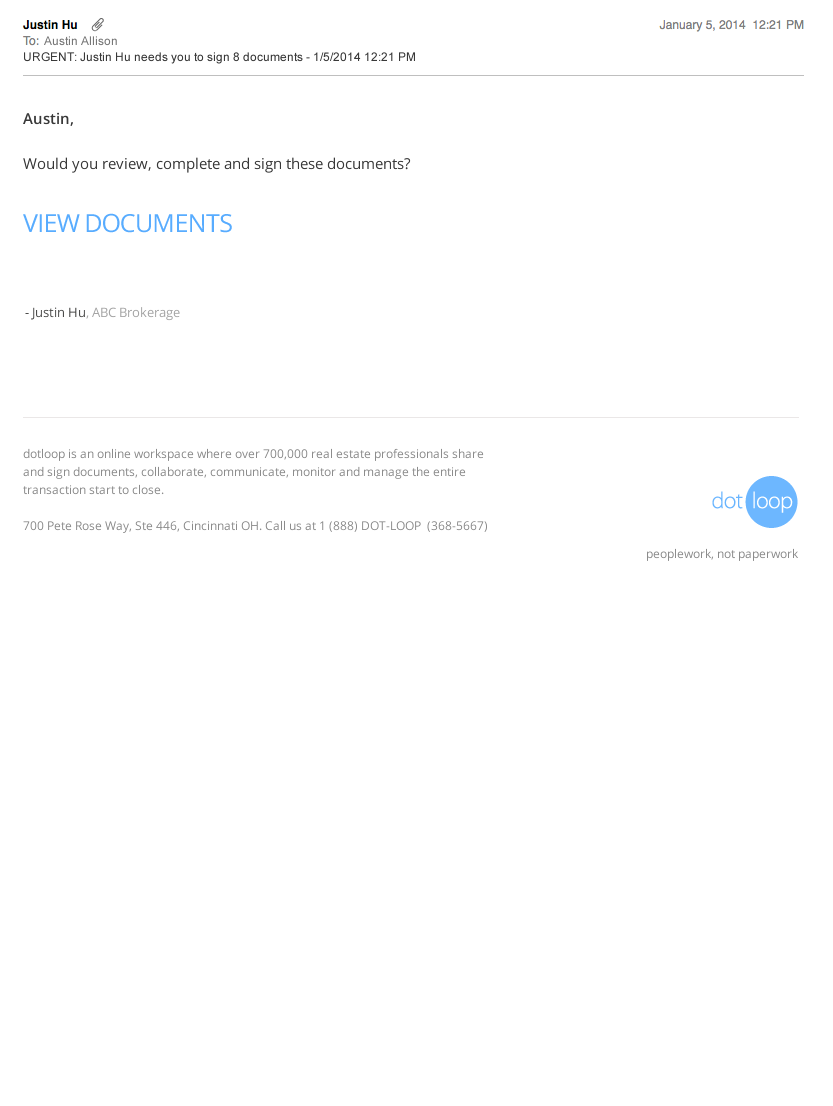 Justin Hu
January 5, 2014 12:21 PM
To: Austin Allison
URGENT: Justin Hu needs you to sign 8 documents - 1/5/2014 12:21 PM
Austin,
Would you review, complete and sign these documents?
VIEW DOCUMENTS
- Justin Hu, ABC Brokerage
dotloop is an online workspace where over 700,000 real estate professionals share
and sign documents, collaborate, communicate, monitor and manage the entire
transaction start to close.
700 Pete Rose Way, Ste 446, Cincinnati OH. Call us at 1 (888) DOT-LOOP (368-5667)
dot loop
peoplework, not paperwork